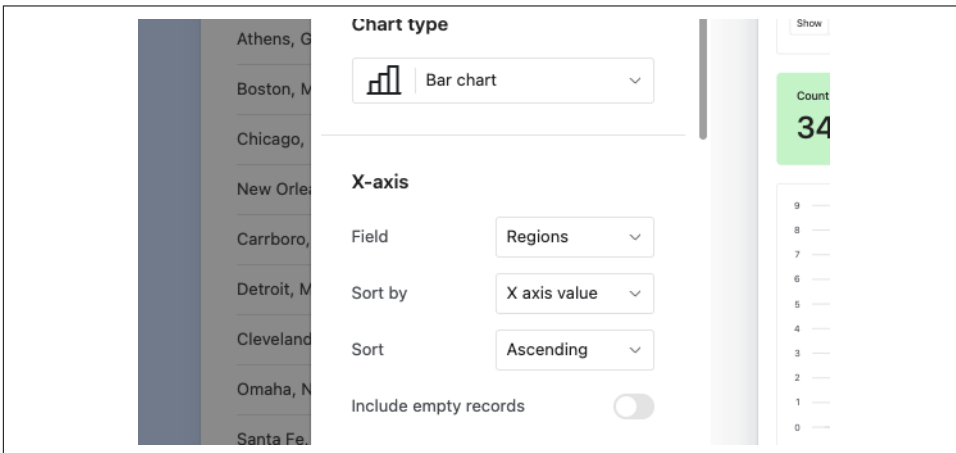 Athens, G
Boston, M
Chicago,
New Orlea
Carrboro,
Detroit, M
Cleveland
Omaha, N
Santa Fe,
Chart type
Bar chart
X-axis
Field Regions
Sort by X axis value
Sort Ascending
Include empty records
Show
Count
34
9
8
7
6
5
4
3
2
1
0